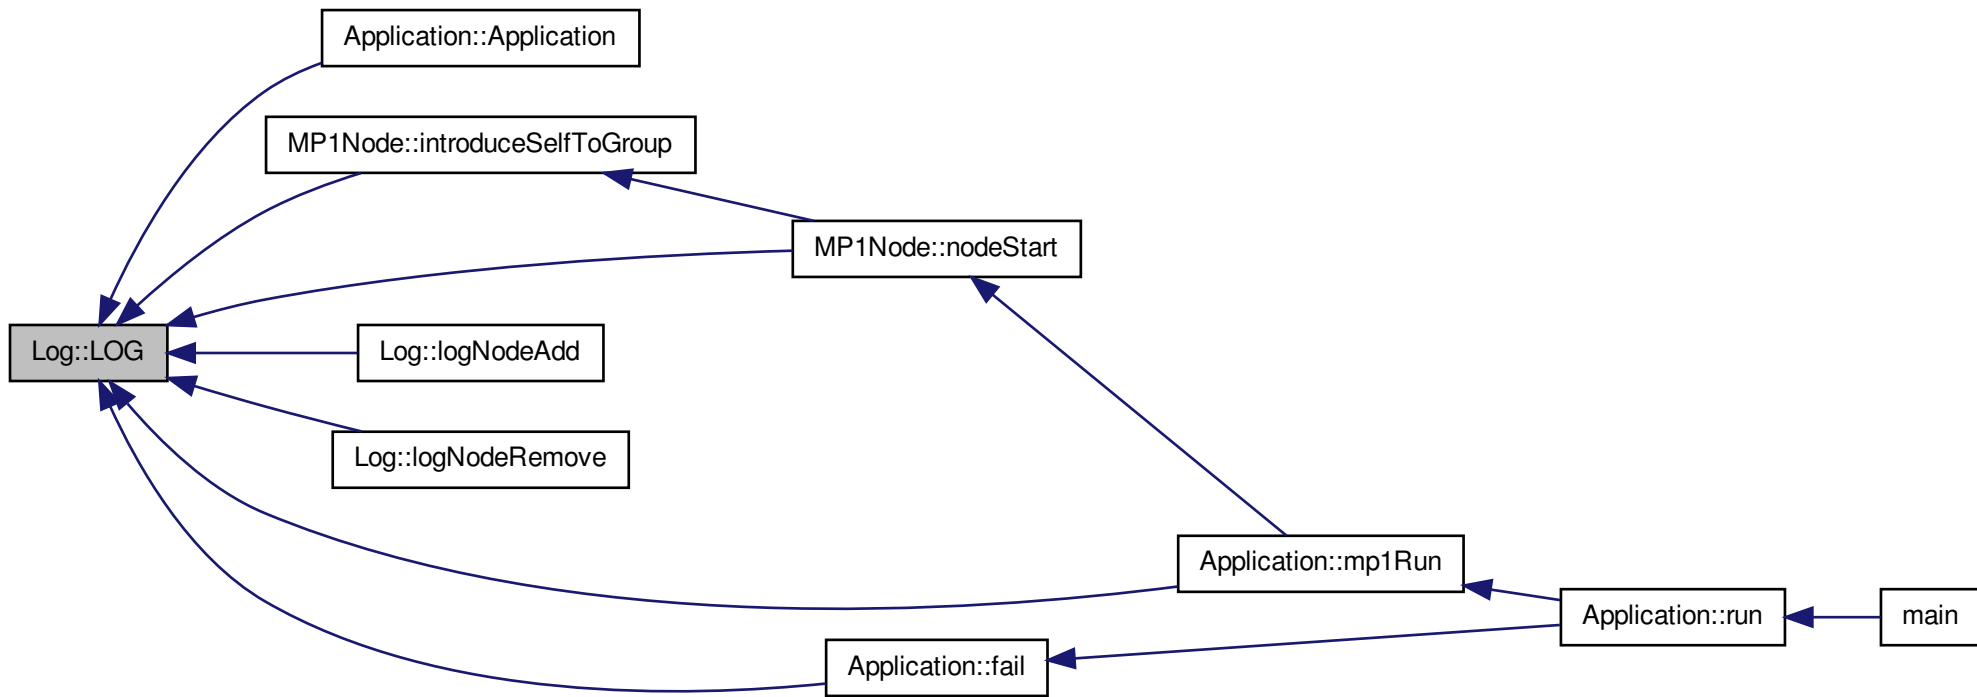 Application::Application
MP1Node::introduceSelfToGroup
MP1Node::nodeStart
Log::LOG
Log::logNodeAdd
Log::logNodeRemove
Application::mp1Run
Application::run
main
Application::fail